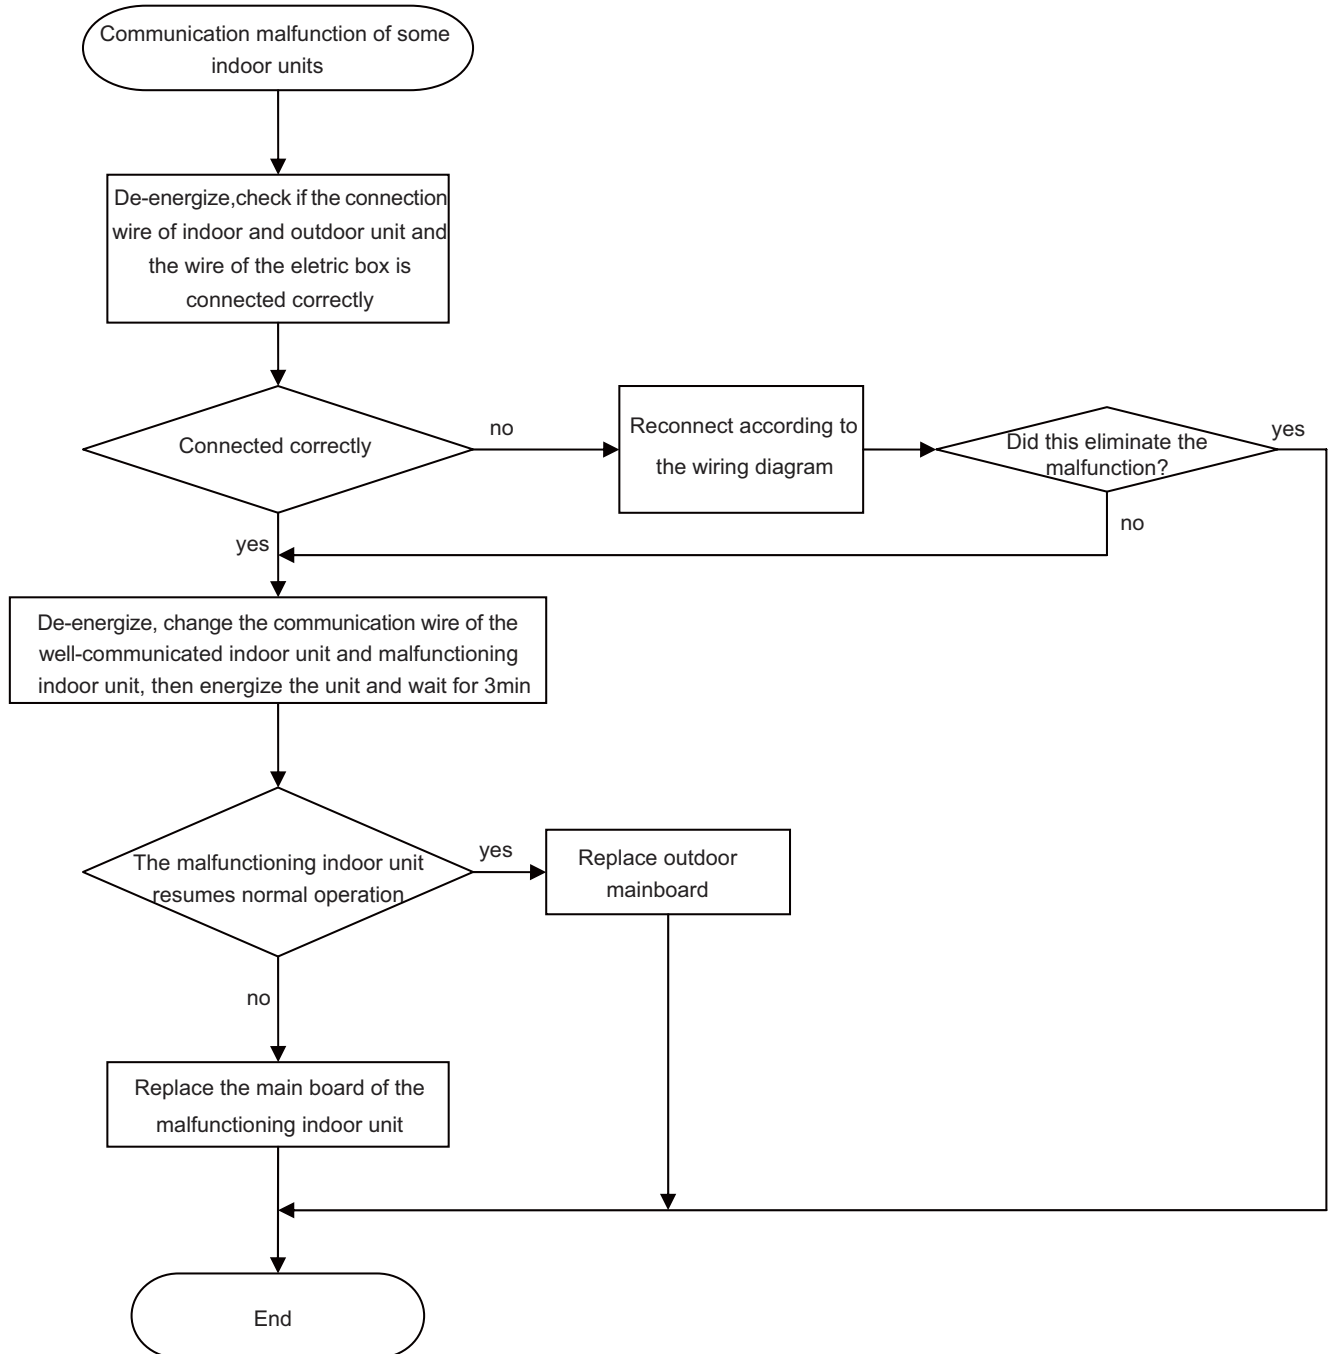 Communication malfunction of some
indoor units
De-energize,check if the connection
wire of indoor and outdoor unit and
the wire of the eletric box is
connected correctly
Connected correctly
no
Reconnect according to
the wiring diagram
Did this eliminate the
malfunction?
yes
no
yes
De-energize, change the communication wire of the
well-communicated indoor unit and malfunctioning
indoor unit, then energize the unit and wait for 3min
The malfunctioning indoor unit
resumes normal operation
yes
Replace outdoor
mainboard
no
Replace the main board of the
malfunctioning indoor unit
End